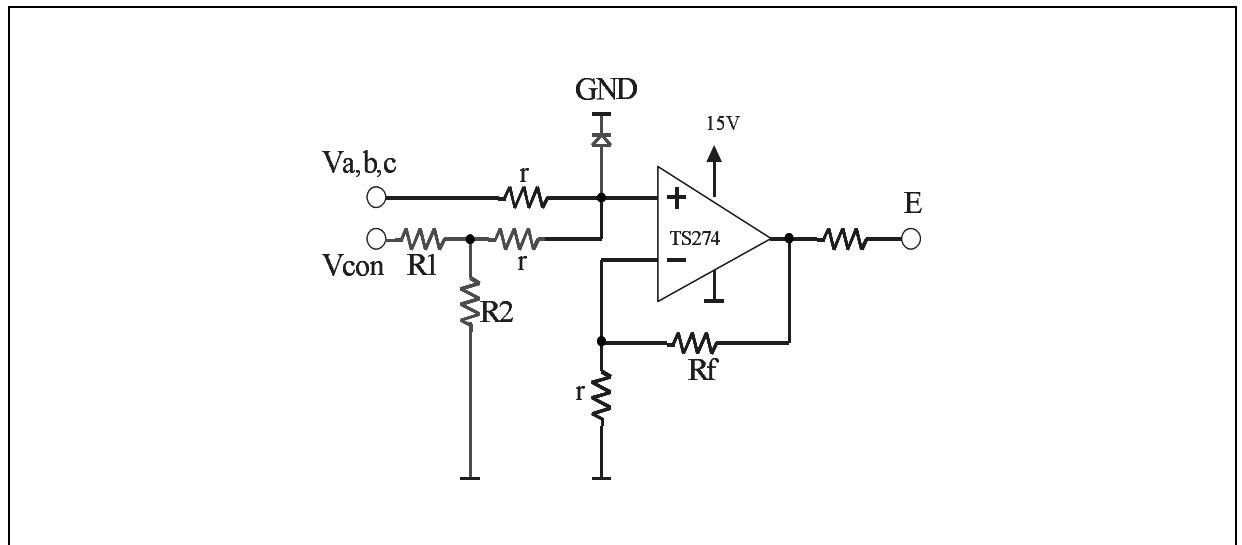 GND
15V
Va,b,c
r
E
+
TS274
Vcon
R1
r
−
R2
Rf
r